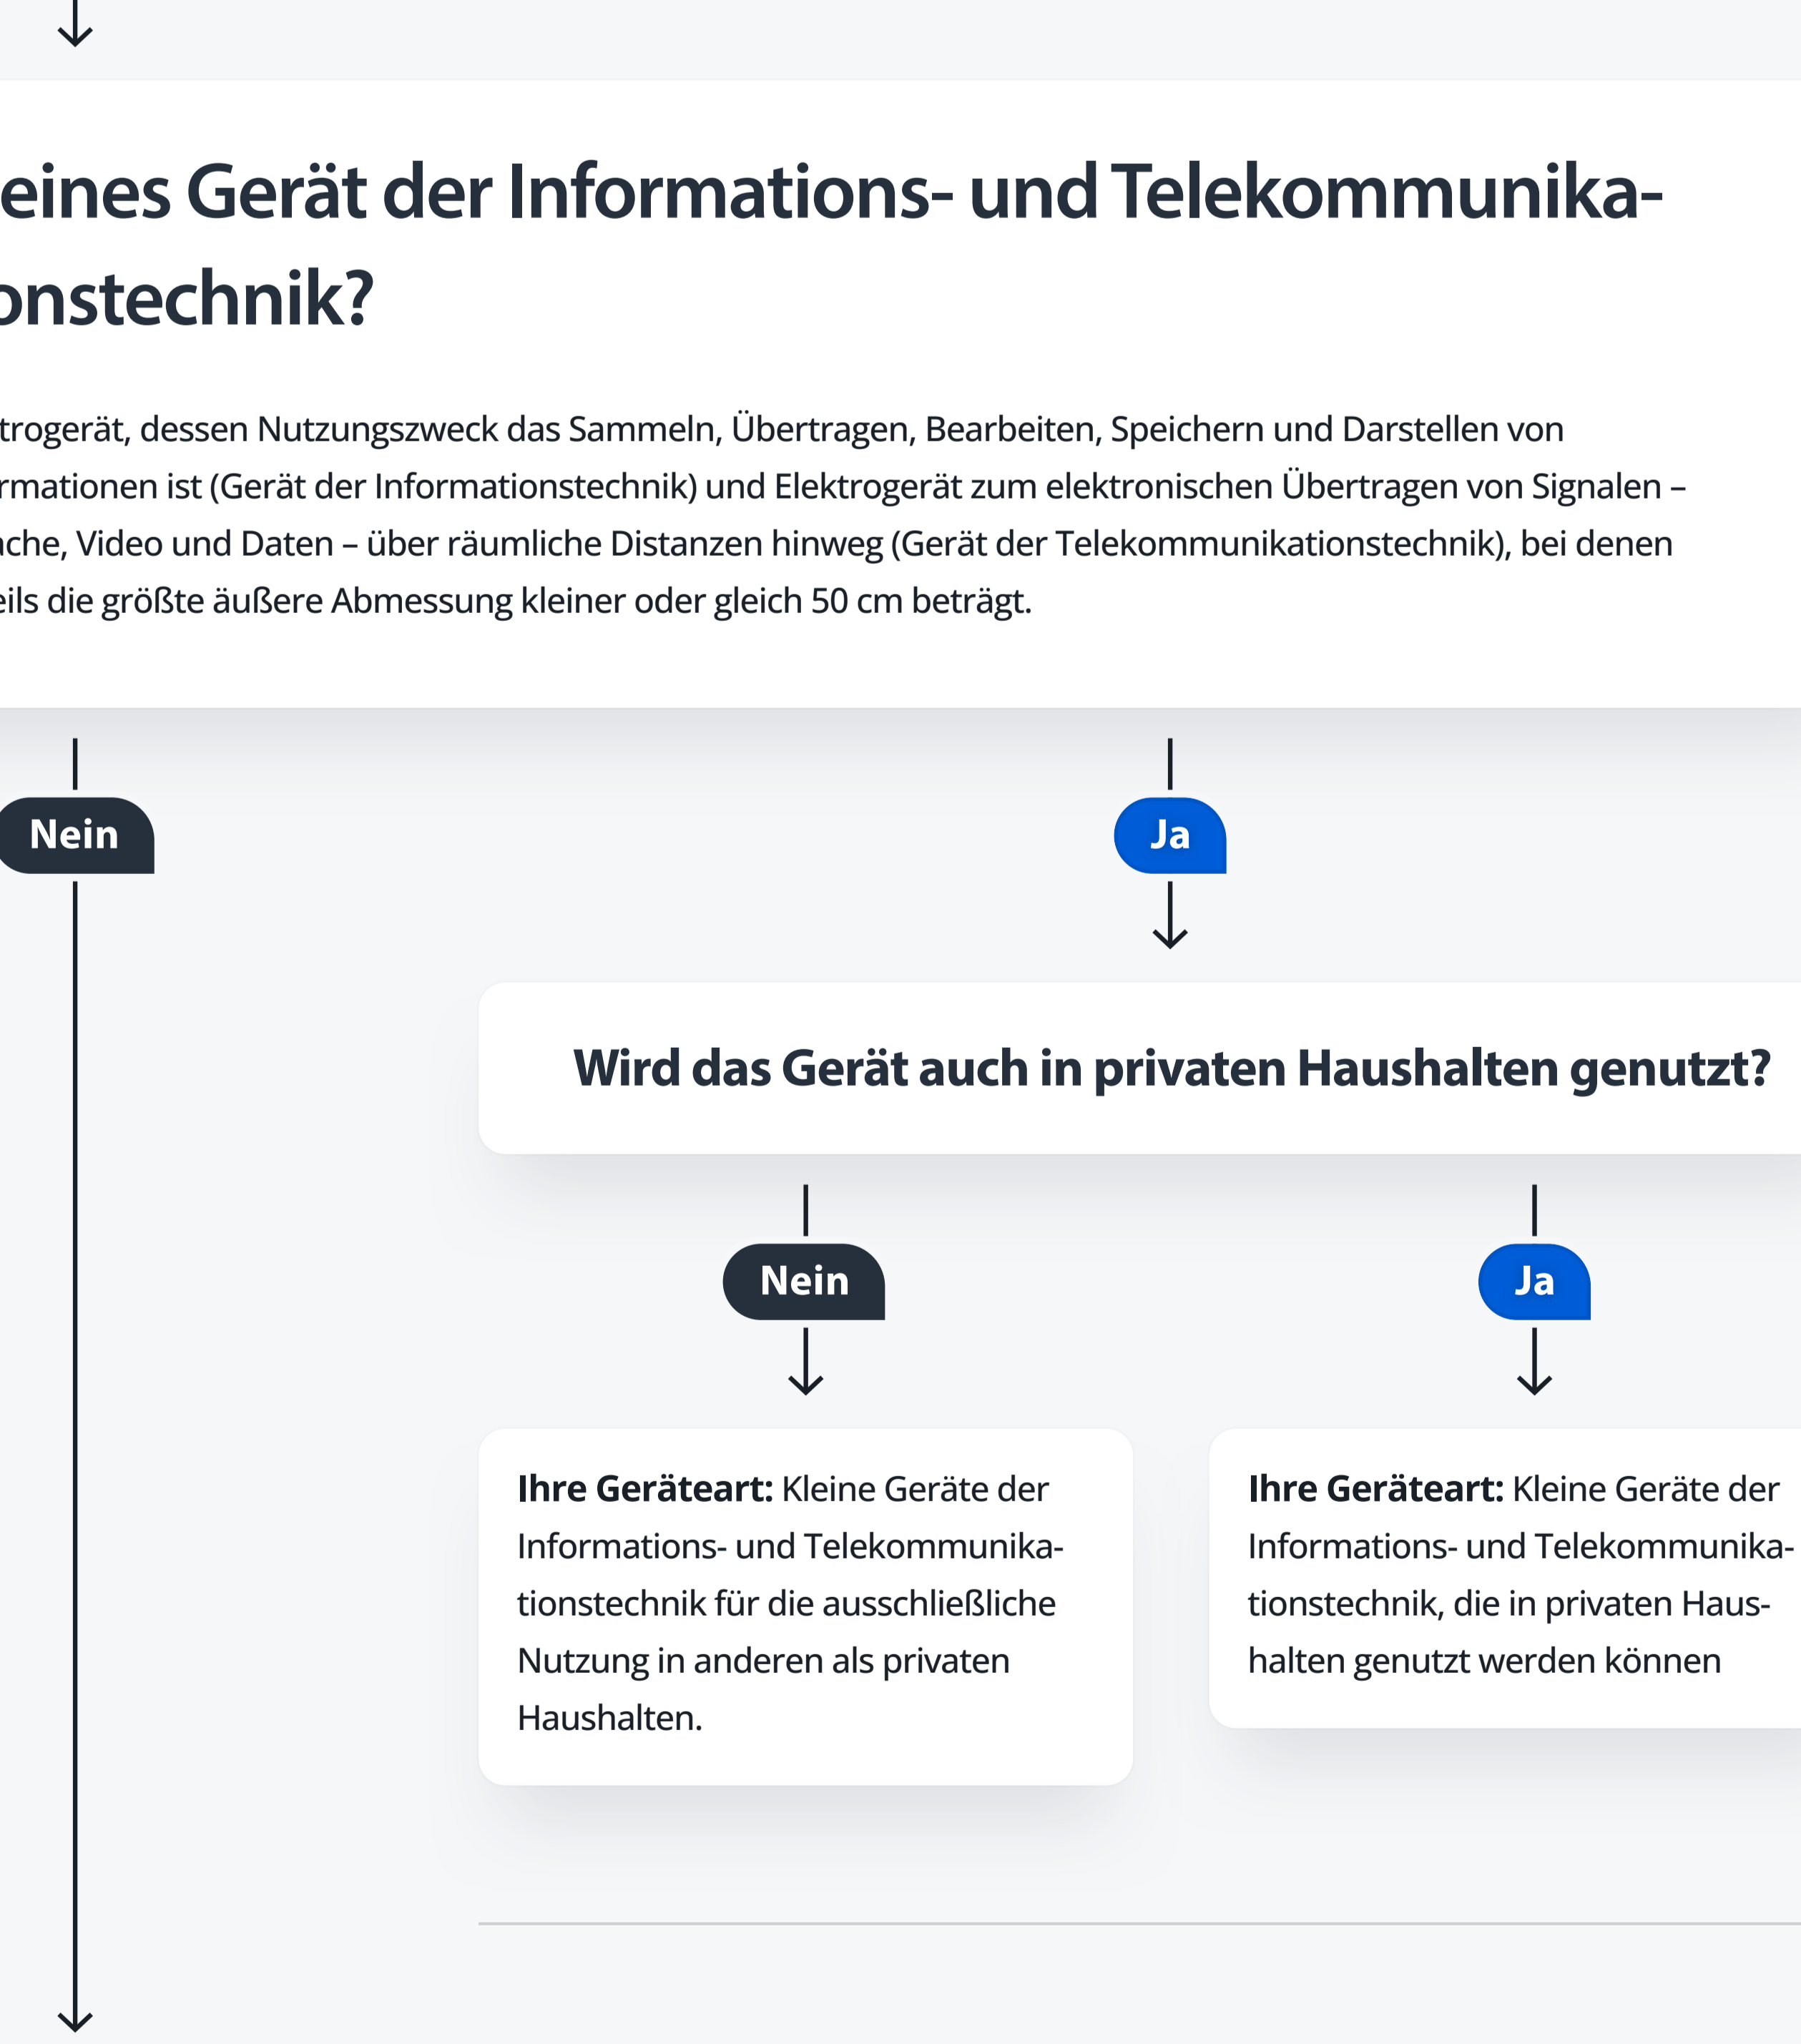 eines Gerät der Informations- und Telekommunika-
onstechnik?
trogerät, dessen Nutzungszweck das Sammeln, Übertragen, Bearbeiten, Speichern und Darstellen von
rmationen ist (Gerät der Informationstechnik) und Elektrogerät zum elektronischen Übertragen von Signalen –
che, Video und Daten – über räumliche Distanzen hinweg (Gerät der Telekommunikationstechnik), bei denen
eils die größte äußere Abmessung kleiner oder gleich 50 cm beträgt.
Nein
Ja
Wird das Gerät auch in privaten Haushalten genutzt?
Nein
Ja
Ihre Geräteart: Kleine Geräte der
Informations- und Telekommunika-
tionstechnik für die ausschließliche
Nutzung in anderen als privaten
Haushalten.
Ihre Geräteart: Kleine Geräte der
Informations- und Telekommunika-
tionstechnik, die in privaten Haus-
halten genutzt werden können